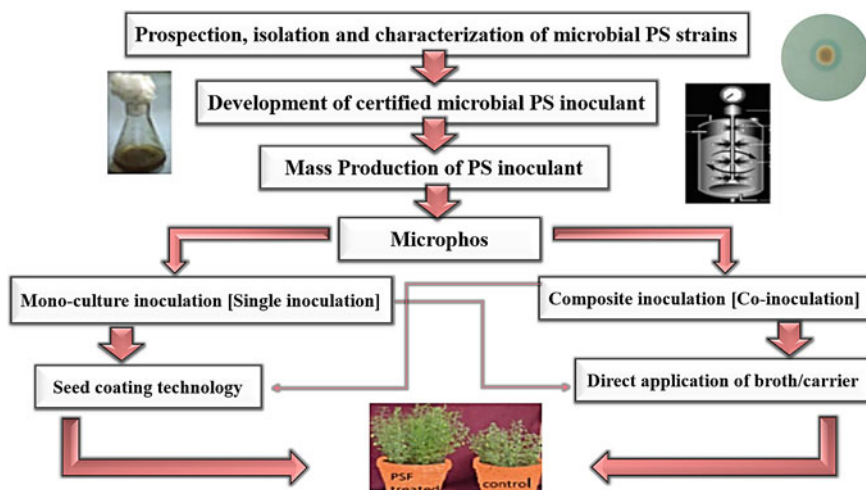 Prospection, isolation and characterization of microbial PS strains
Development of certified microbial PS inoculant
Mass Production of PS inoculant
Microphos
Mono-culture inoculation [Single inoculation]
Composite inoculation [Co-inoculation]
Seed coating technology
Direct application of broth/carrier
PSF
treated
control